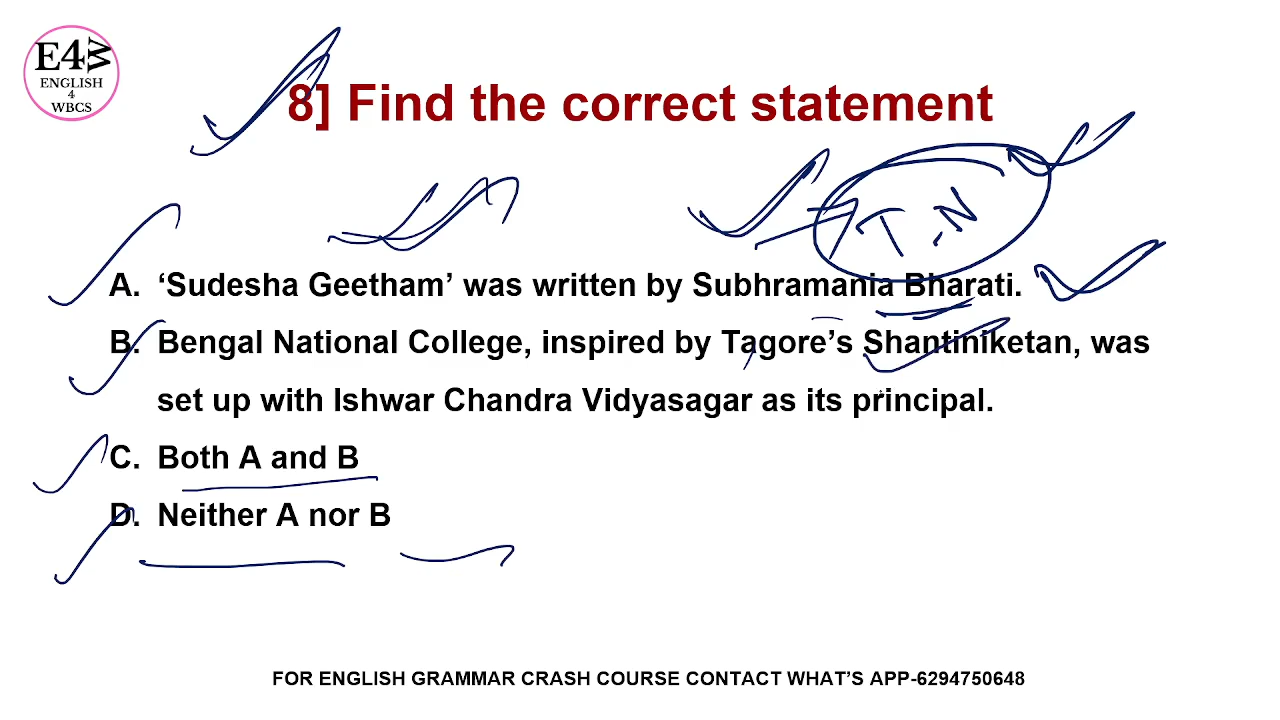 E4W
ENGLISH
4
WBCS
8] Find the correct statement
T.N
A. ‘Sudesha Geetham’ was written by Subhramania Bharati.
B. Bengal National College, inspired by Tagore’s Shantiniketan, was
set up with Ishwar Chandra Vidyasagar as its principal.
C. Both A and B
D. Neither A nor B
FOR ENGLISH GRAMMAR CRASH COURSE CONTACT WHAT’S APP-6294750648